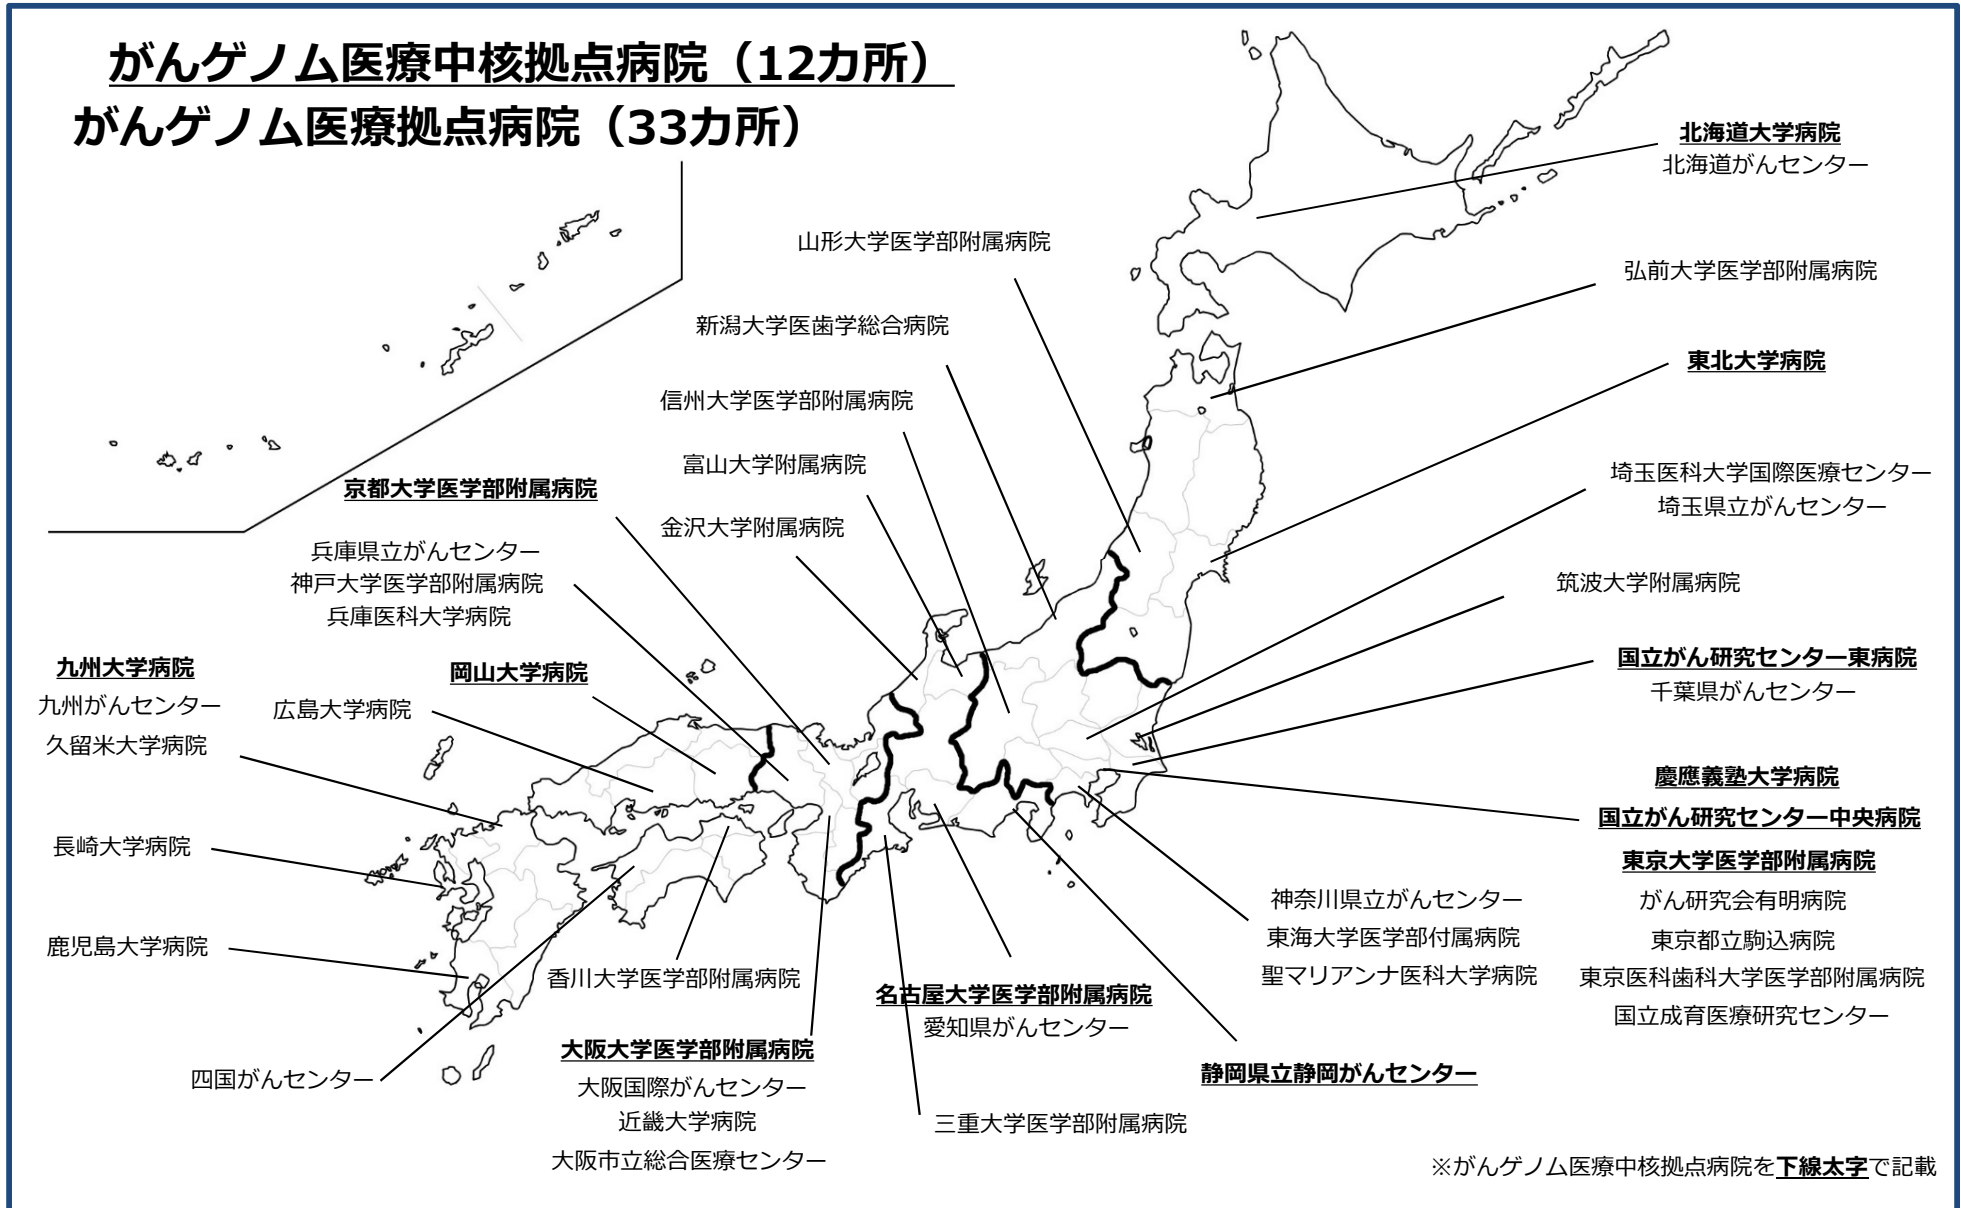 がんゲノム医療中核拠点病院（12カ所）
がんゲノム医療拠点病院（33カ所）
北海道大学病院
北海道がんセンター
山形大学医学部附属病院
弘前大学医学部附属病院
新潟大学医歯学総合病院
東北大学病院
信州大学医学部附属病院
富山大学附属病院
埼玉医科大学国際医療センター
埼玉県立がんセンター
京都大学医学部附属病院
金沢大学附属病院
兵庫県立がんセンター
神戸大学医学部附属病院
兵庫医科大学病院
筑波大学附属病院
九州大学病院
九州がんセンター
久留米大学病院
岡山大学病院
広島大学病院
国立がん研究センター東病院
千葉県がんセンター
慶應義塾大学病院
国立がん研究センター中央病院
東京大学医学部附属病院
がん研究会有明病院
東京都立駒込病院
東京医科歯科大学医学部附属病院
国立成育医療研究センター
長崎大学病院
鹿児島大学病院
神奈川県立がんセンター
東海大学医学部付属病院
聖マリアンナ医科大学病院
香川大学医学部附属病院
名古屋大学医学部附属病院
愛知県がんセンター
大阪大学医学部附属病院
大阪国際がんセンター
近畿大学病院
大阪市立総合医療センター
四国がんセンター
静岡県立静岡がんセンター
三重大学医学部附属病院
※がんゲノム医療中核拠点病院を下線太字で記載